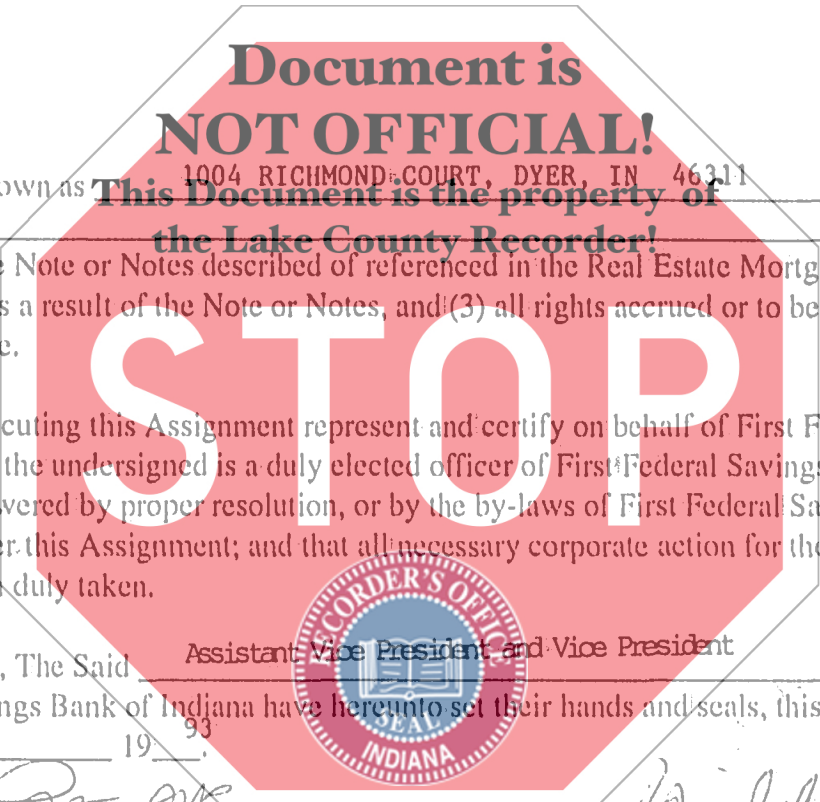 Document is
NOT OFFICIAL!
own as 1004 RICHMOND COURT, DYER, IN 46311
This Document is the property of
the Lake County Recorder!
Note or Notes described of referenced in the Real Estate Mortg
s a result of the Note or Notes, and (3) all rights accrued or to be
STOP
cuting this Assignment represent and certify on behalf of First F
the undersigned is a duly elected officer of First Federal Savings
wered by proper resolution, or by the by-laws of First Federal Sa
r this Assignment; and that all necessary corporate action for the
duly taken.
RECORDER'S OFFICE
, The Said Assistant Vice President and Vice President
ngs Bank of Indiana have hereunto set their hands and seals, this
SEAL
19 93.
INDIANA